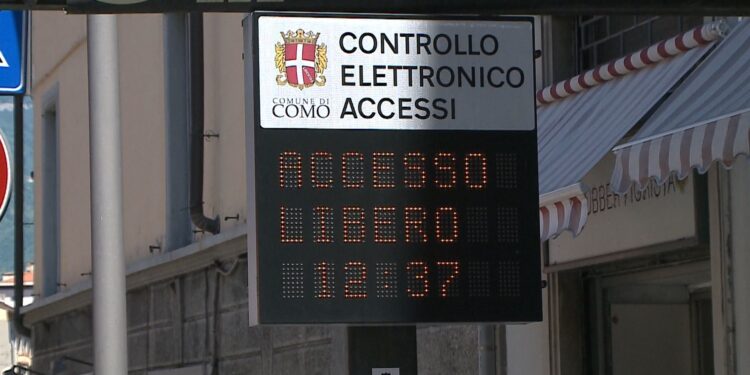 CONTROLLO
ELETTRONICO
ACCESSI
COMUNE DI
COMO
ACCESSO
LIBERO
12:37